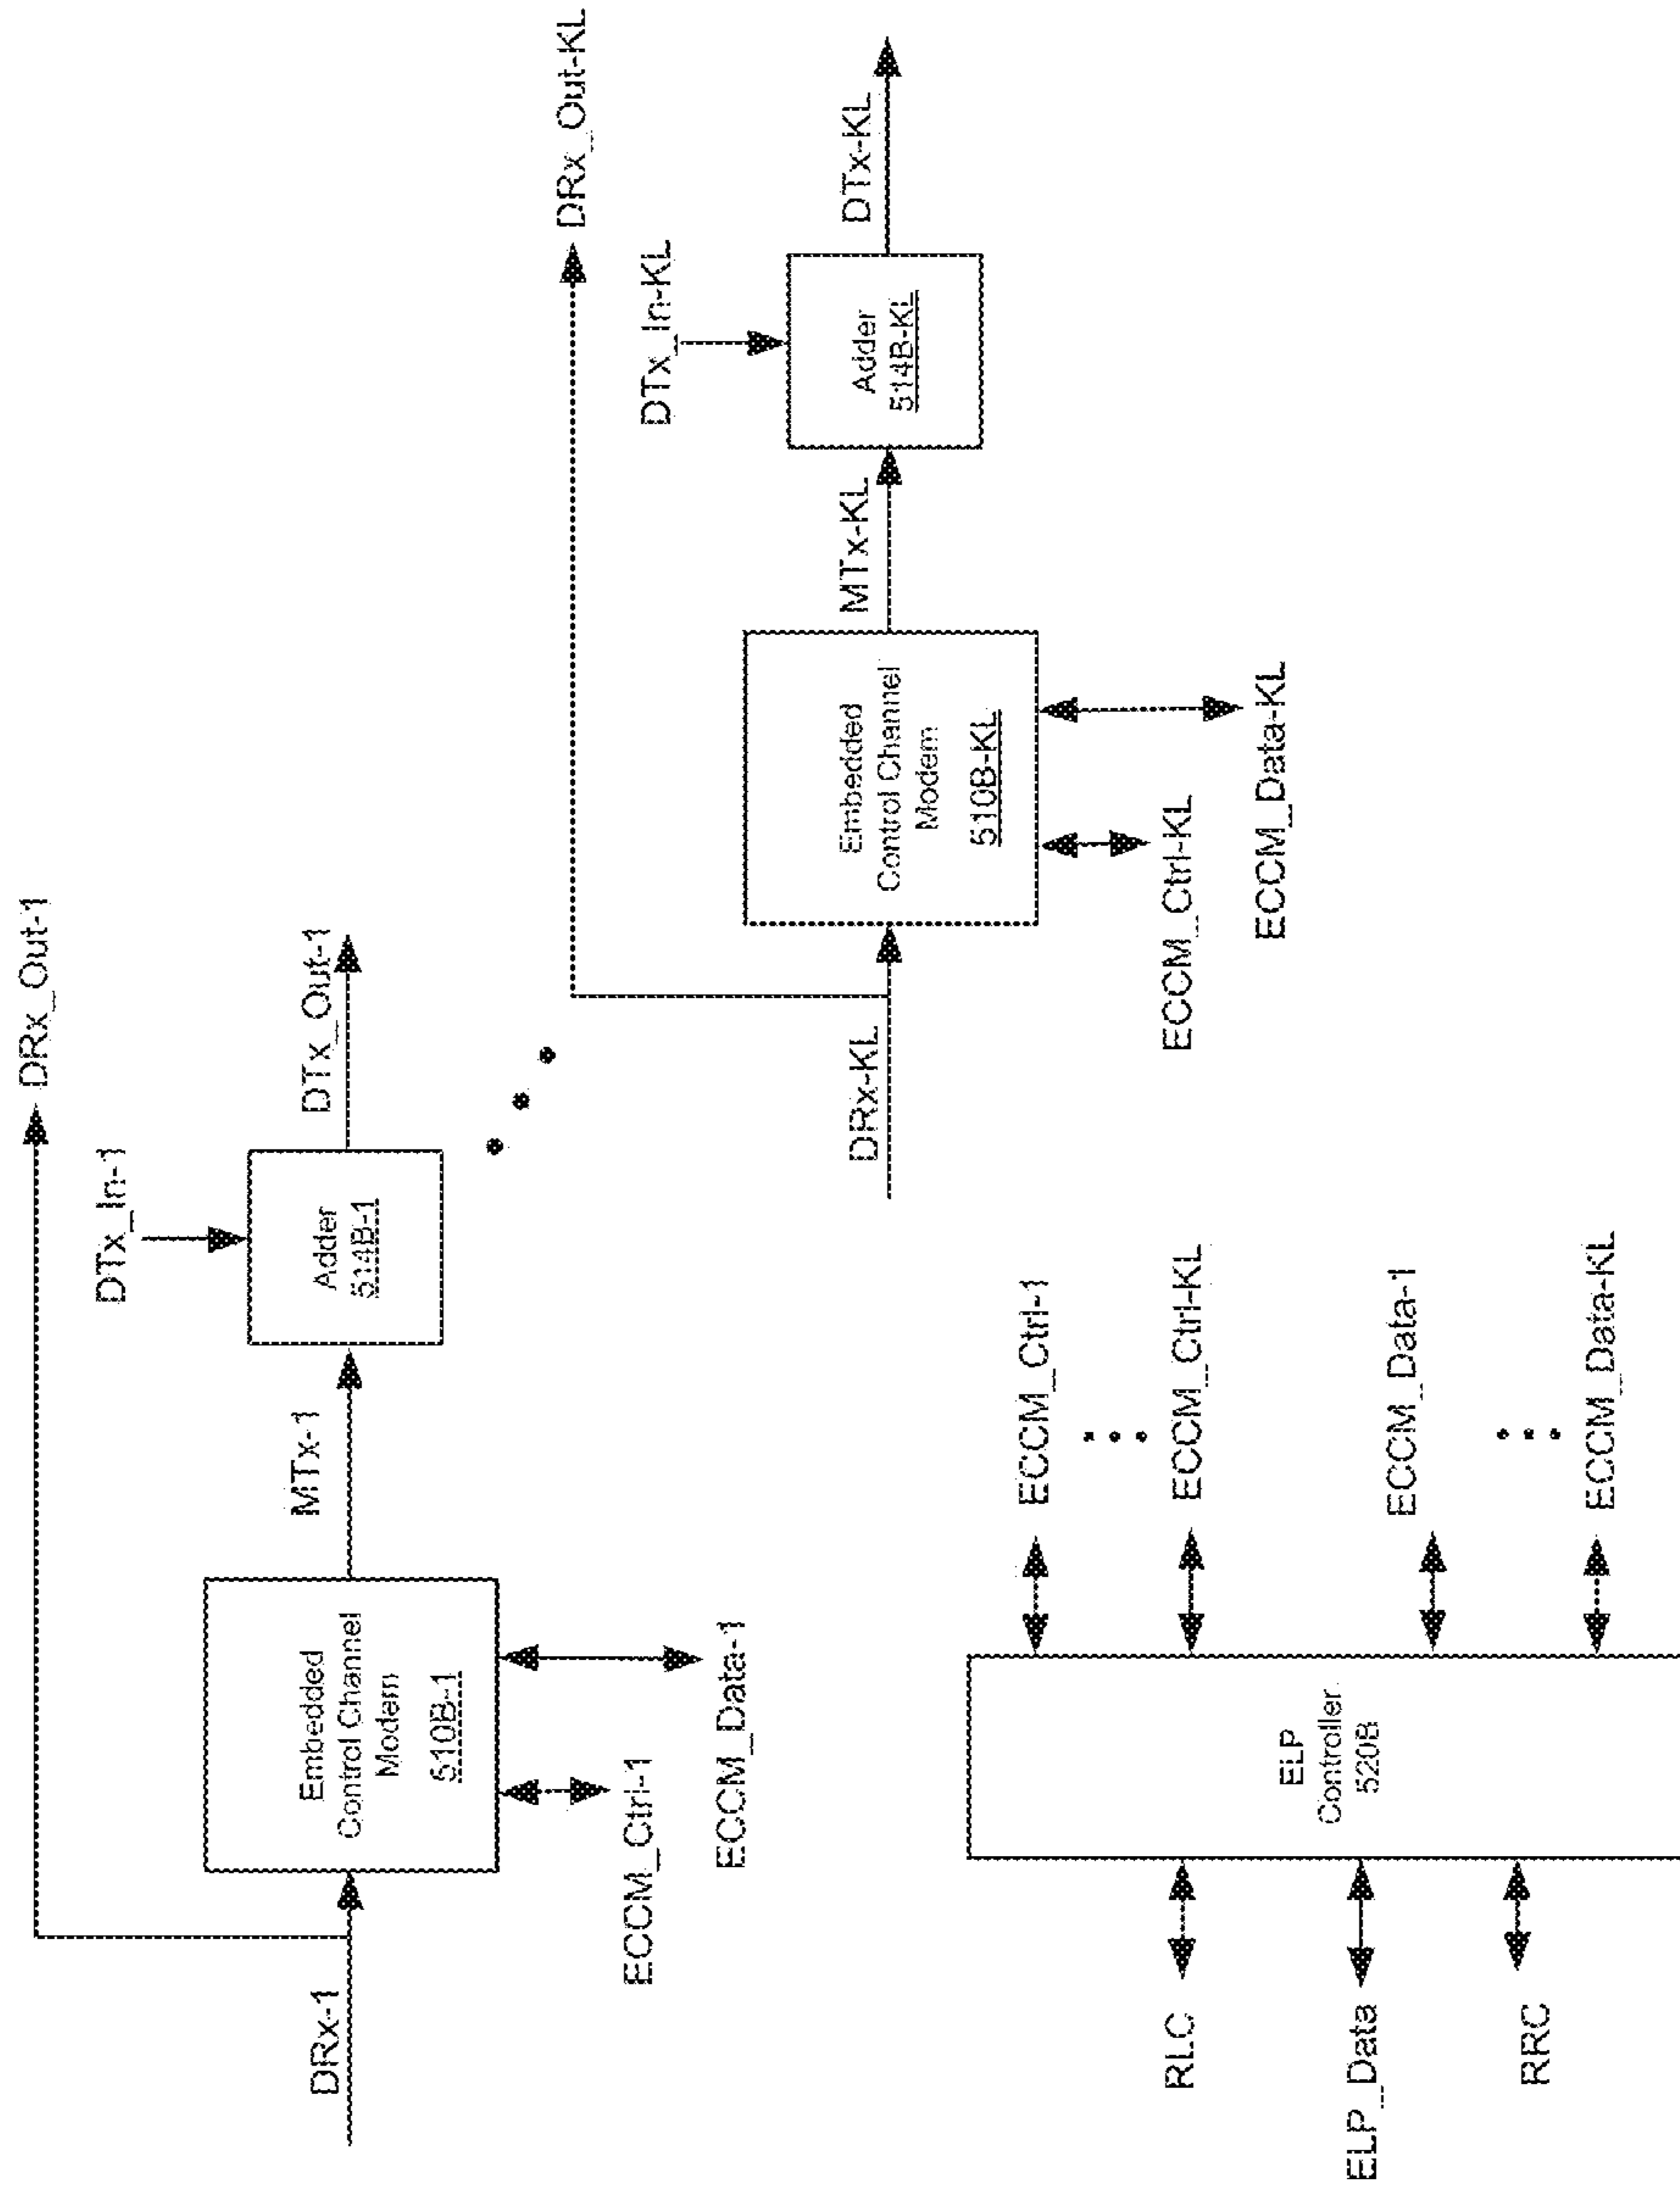 DRx_Out-1
DTx_In-1
DRx-1
Embedded
Control Channel
Modem
510B-1
MTx-1
Adder
514B-1
DTx_Out-1
ECCM_Ctrl-1
ECCM_Data-1
DRx_Out-KL
DTx_In-KL
DRx-KL
Embedded
Control Channel
Modem
510B-KL
MTx-KL
Adder
514B-KL
DTx-KL
ECCM_Ctrl-KL
ECCM_Data-KL
RLC
ELP_Data
RRC
ELP
Controller
520B
ECCM_Ctrl-1
ECCM_Ctrl-KL
ECCM_Data-1
ECCM_Data-KL